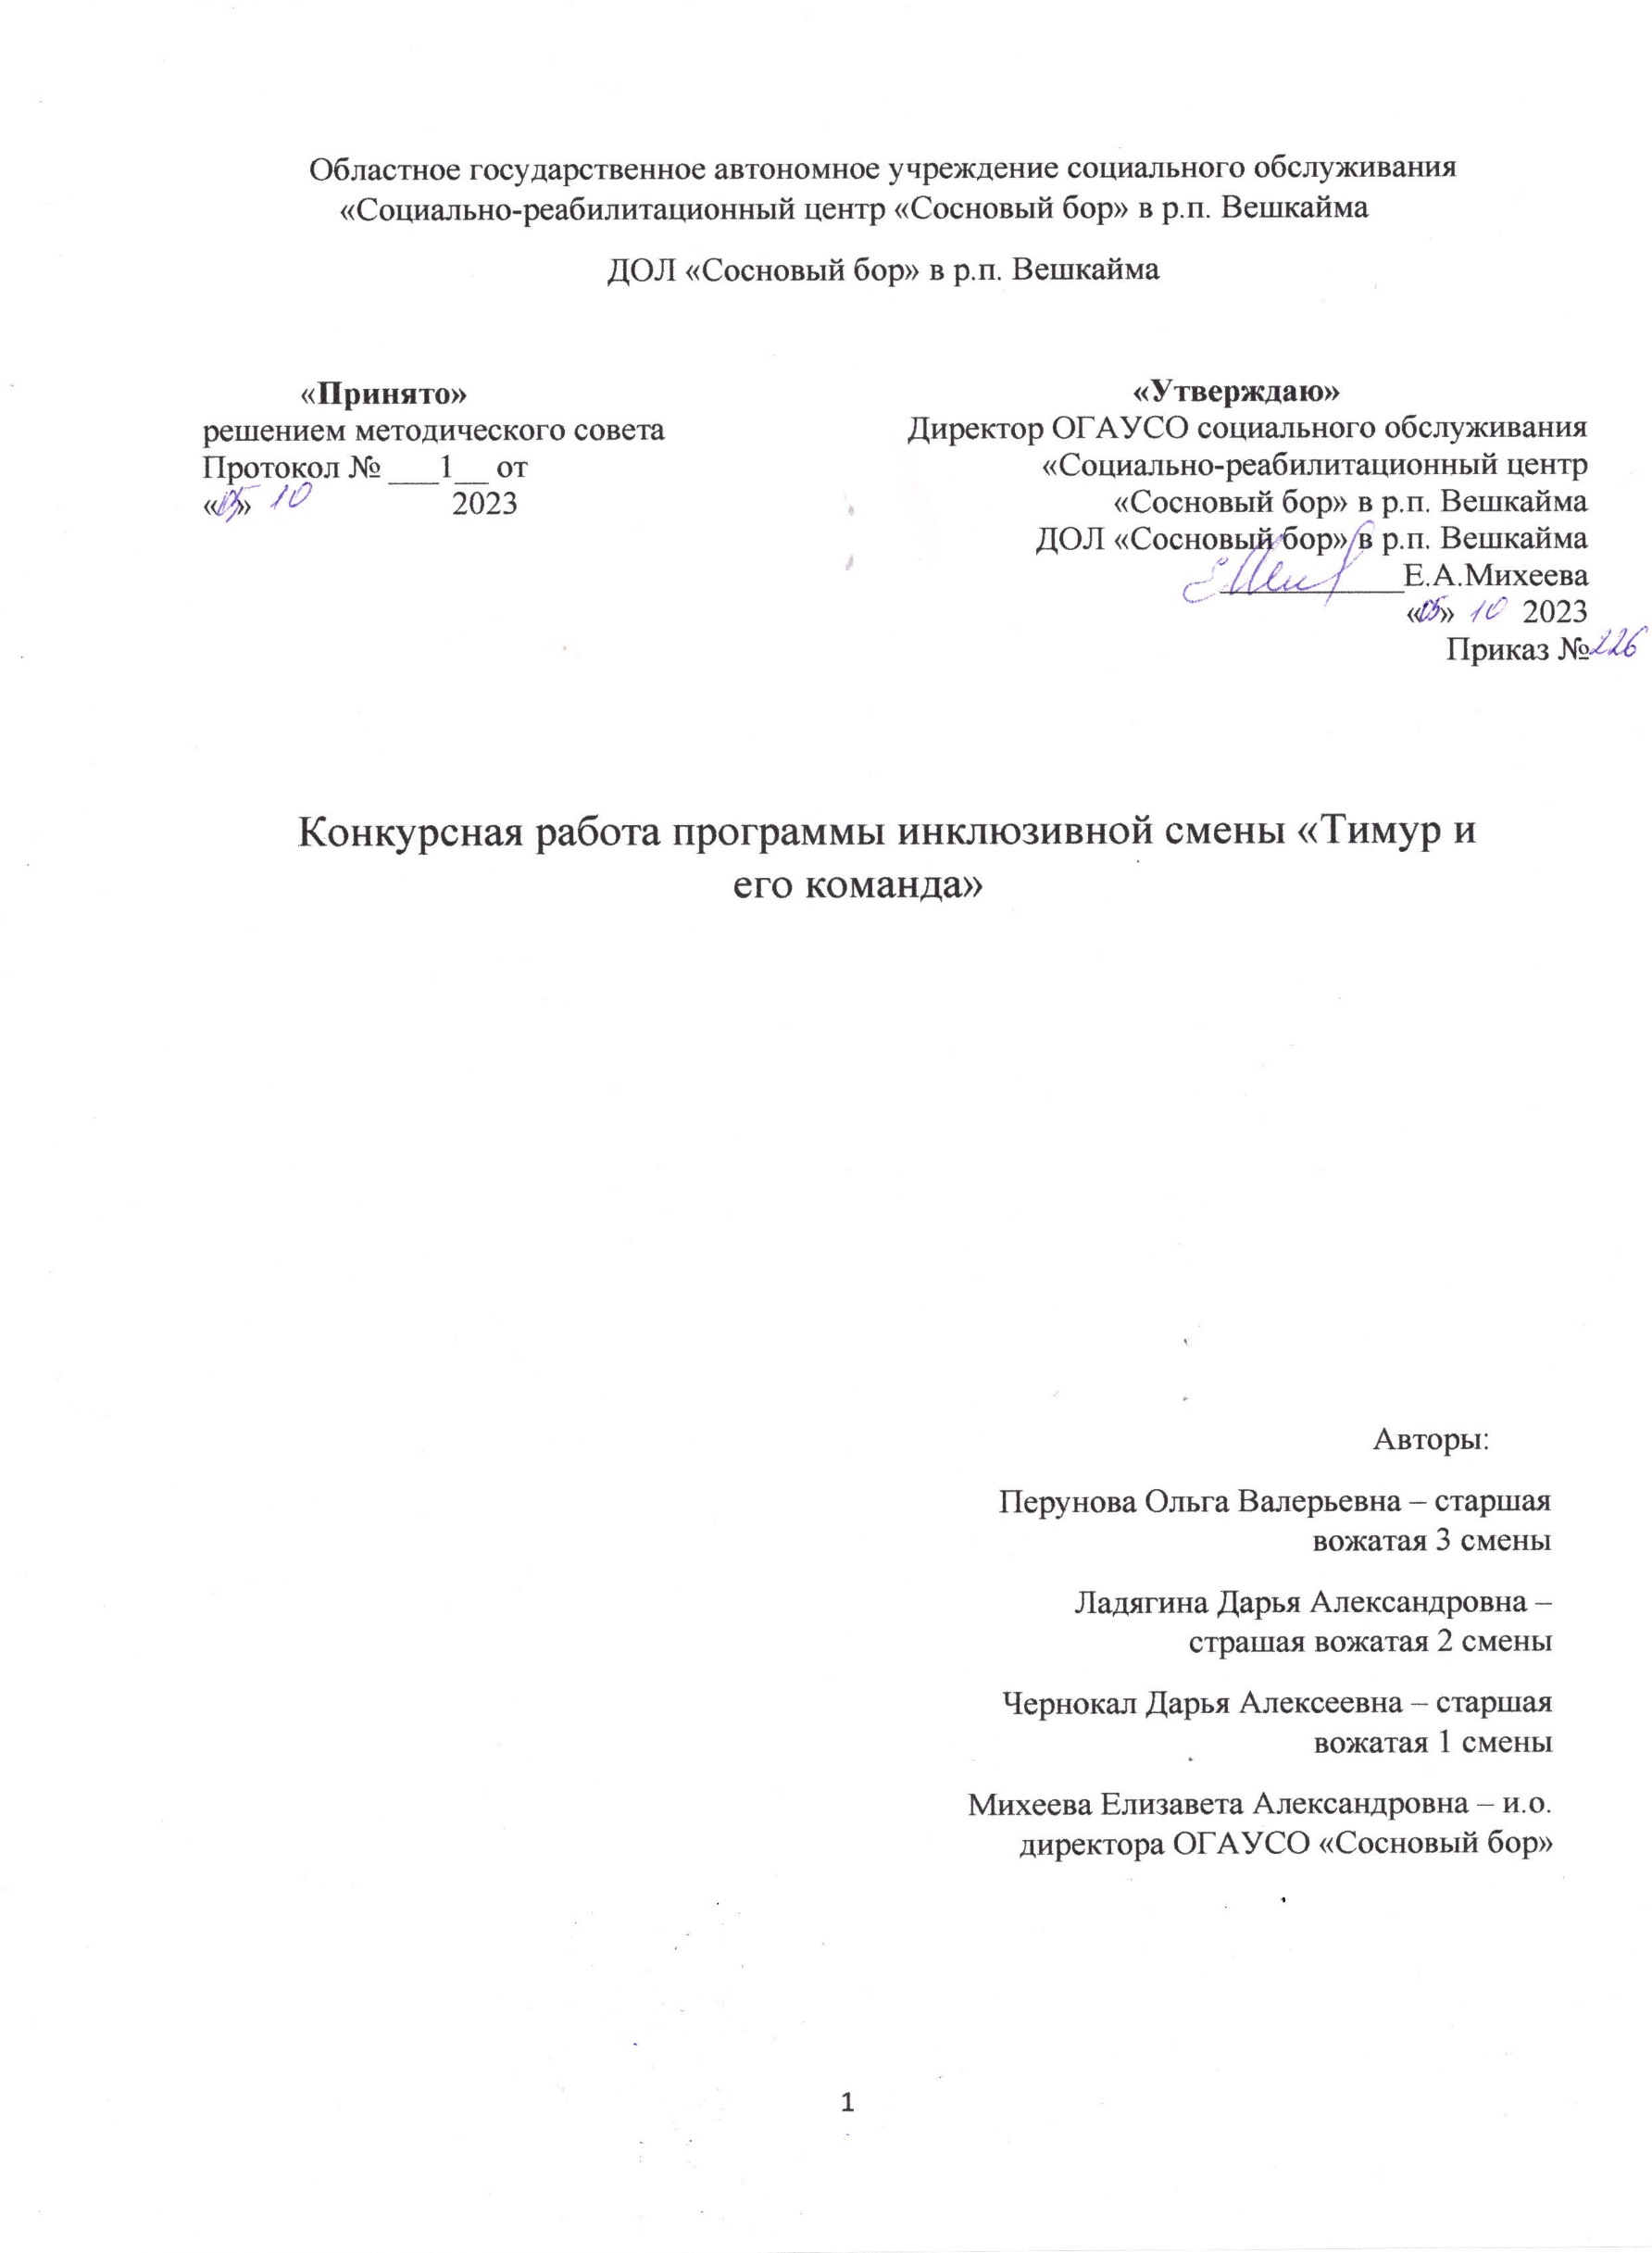 Областное государственное автономное учреждение социального обслуживания
«Социально-реабилитационный центр «Сосновый бор» в р.п. Вешкайма
ДОЛ «Сосновый бор» в р.п. Вешкайма
«Принято»
решением методического совета
Протокол № ___1__ от
«05» 10 2023
«Утверждаю»
Директор ОГАУСО социального обслуживания
«Социально-реабилитационный центр
«Сосновый бор» в р.п. Вешкайма
ДОЛ «Сосновый бор» в р.п. Вешкайма
___________Е.А.Михеева
«05» 10 2023
Приказ №226
Конкурсная работа программы инклюзивной смены «Тимур и
его команда»
Авторы:
Перунова Ольга Валерьевна – старшая
вожатая 3 смены
Ладягина Дарья Александровна –
страшая вожатая 2 смены
Чернокал Дарья Алексеевна – старшая
вожатая 1 смены
Михеева Елизавета Александровна – и.о.
директора ОГАУСО «Сосновый бор»
1